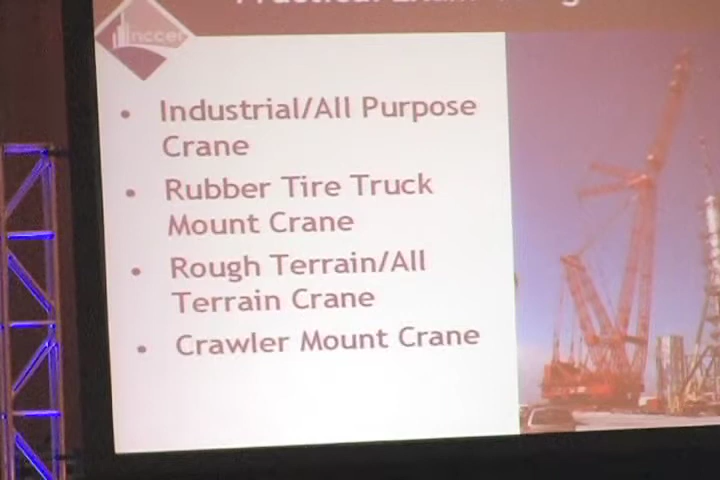 nccer
• Industrial/All Purpose
Crane
• Rubber Tire Truck
Mount Crane
• Rough Terrain/All
Terrain Crane
• Crawler Mount Crane